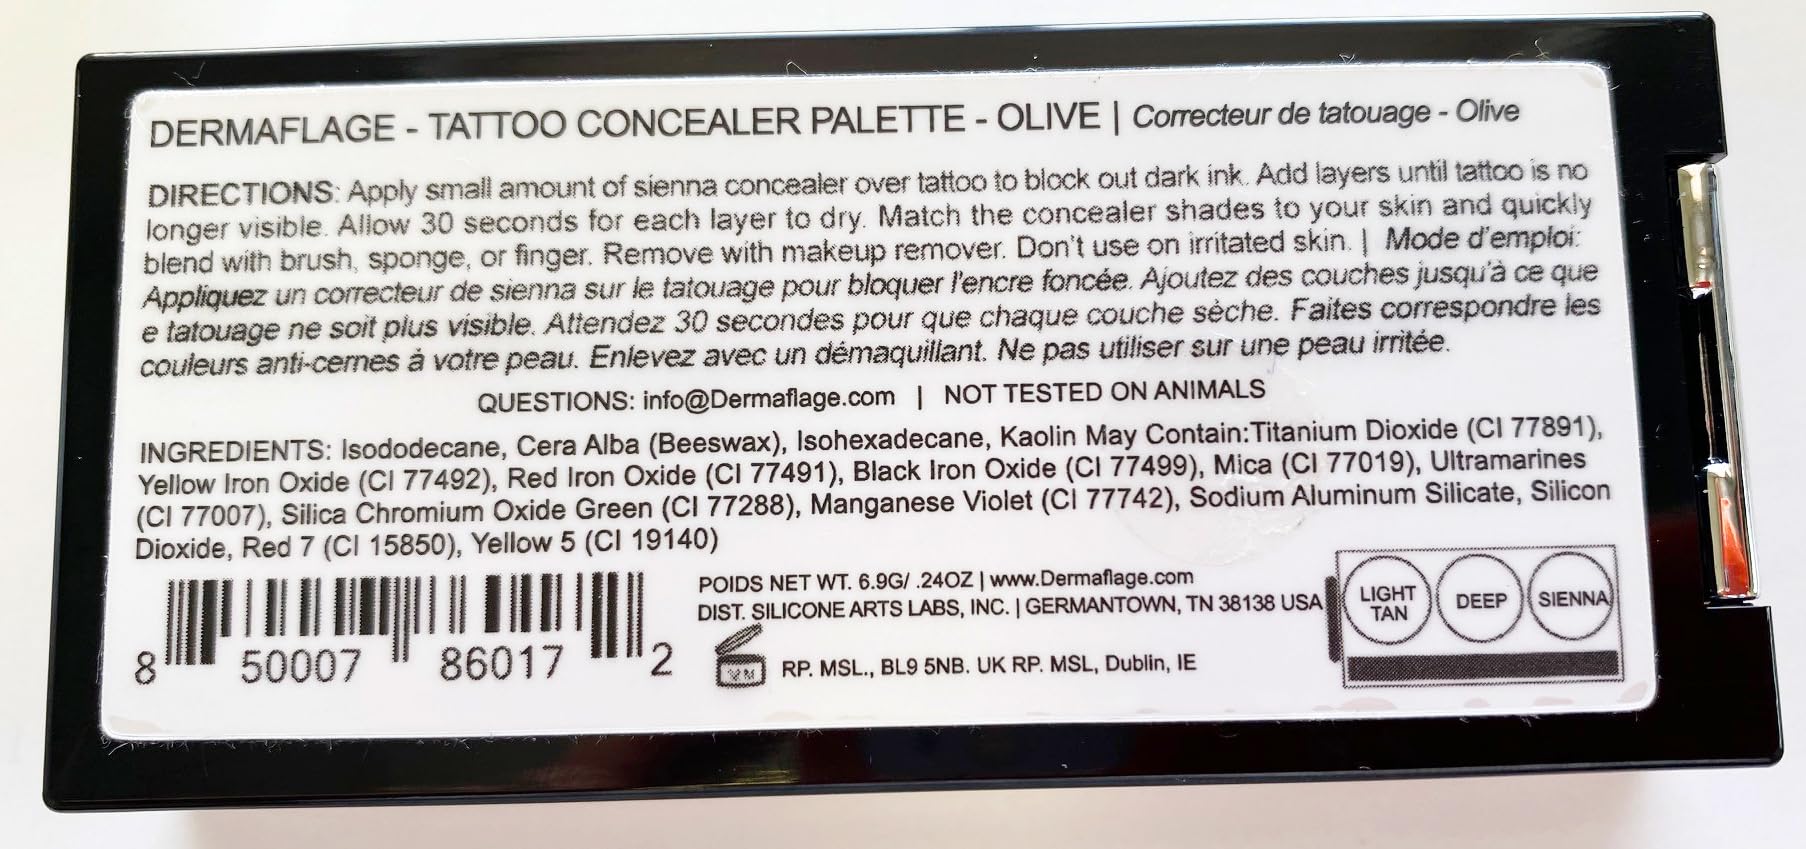 DERMAFLAGE - TATTOO CONCEALER PALETTE - OLIVE | Correcteur de tatouage - Olive
DIRECTIONS: Apply small amount of sienna concealer over tattoo to block out dark ink. Add layers until tattoo is no
longer visible. Allow 30 seconds for each layer to dry. Match the concealer shades to your skin and quickly
blend with brush, sponge, or finger. Remove with makeup remover. Don't use on irritated skin. | Mode d'emploi:
Appliquez un correcteur de sienna sur le tatouage pour bloquer l'encre foncée. Ajoutez des couches jusqu'à ce que
e tatouage ne soit plus visible. Attendez 30 secondes pour que chaque couche sèche. Faites correspondre les
couleurs anti-cernes à votre peau. Enlevez avec un démaquillant. Ne pas utiliser sur une peau irritée.
QUESTIONS: info@Dermaflage.com | NOT TESTED ON ANIMALS
INGREDIENTS: Isododecane, Cera Alba (Beeswax), Isohexadecane, Kaolin May Contain:Titanium Dioxide (CI 77891),
Yellow Iron Oxide (CI 77492), Red Iron Oxide (CI 77491), Black Iron Oxide (CI 77499), Mica (CI 77019), Ultramarines
(CI 77007), Silica Chromium Oxide Green (CI 77288), Manganese Violet (CI 77742), Sodium Aluminum Silicate, Silicon
Dioxide, Red 7 (CI 15850), Yellow 5 (CI 19140)
POIDS NET WT. 6.9G/ .24OZ | www.Dermaflage.com
DIST. SILICONE ARTS LABS, INC. | GERMANTOWN, TN 38138 USA
RP. MSL., BL9 5NB. UK RP. MSL, Dublin, IE
8 50007 86017 2
LIGHT TAN
DEEP
SIENNA